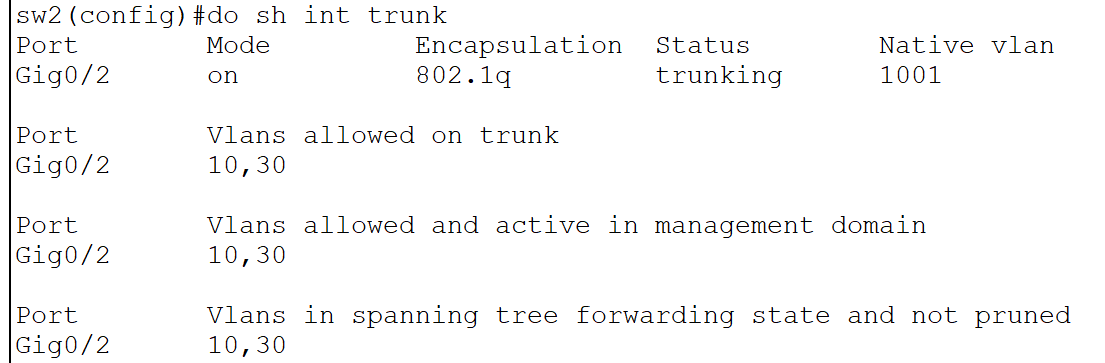 sw2(config)#do sh int trunk
Port        Mode         Encapsulation  Status        Native vlan
Gig0/2      on           802.1q         trunking      1001

Port        Vlans allowed on trunk
Gig0/2      10,30

Port        Vlans allowed and active in management domain
Gig0/2      10,30

Port        Vlans in spanning tree forwarding state and not pruned
Gig0/2      10,30